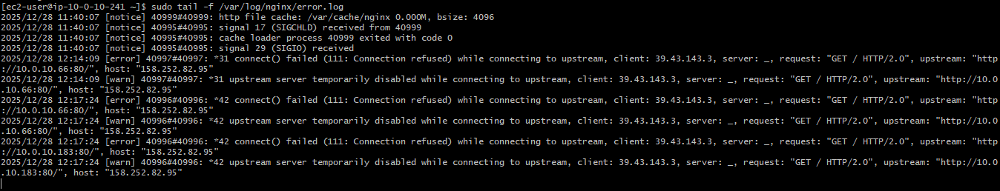 [ec2-user@ip-10-0-10-241 ~]$ sudo tail -f /var/log/nginx/error.log
2025/12/28 11:40:07 [notice] 40999#40999: http file cache: /var/cache/nginx 0.000M, bsize: 4096
2025/12/28 11:40:07 [notice] 40995#40995: signal 17 (SIGCHLD) received from 40999
2025/12/28 11:40:07 [notice] 40995#40995: cache loader process 40999 exited with code 0
2025/12/28 11:40:07 [notice] 40995#40995: signal 29 (SIGIO) received
2025/12/28 12:14:09 [error] 40997#40997: *31 connect() failed (111: Connection refused) while connecting to upstream, client: 39.43.143.3, server: _, request: "GET / HTTP/2.0", upstream: "http
://10.0.10.66:80/", host: "158.252.82.95"
2025/12/28 12:14:09 [warn] 40997#40997: *31 upstream server temporarily disabled while connecting to upstream, client: 39.43.143.3, server: _, request: "GET / HTTP/2.0", upstream: "http://10.0
.10.66:80/", host: "158.252.82.95"
2025/12/28 12:17:24 [error] 40996#40996: *42 connect() failed (111: Connection refused) while connecting to upstream, client: 39.43.143.3, server: _, request: "GET / HTTP/2.0", upstream: "http
://10.0.10.66:80/", host: "158.252.82.95"
2025/12/28 12:17:24 [warn] 40996#40996: *42 upstream server temporarily disabled while connecting to upstream, client: 39.43.143.3, server: _, request: "GET / HTTP/2.0", upstream: "http://10.0
.10.66:80/", host: "158.252.82.95"
2025/12/28 12:17:24 [error] 40996#40996: *42 connect() failed (111: Connection refused) while connecting to upstream, client: 39.43.143.3, server: _, request: "GET / HTTP/2.0", upstream: "http
://10.0.10.183:80/", host: "158.252.82.95"
2025/12/28 12:17:24 [warn] 40996#40996: *42 upstream server temporarily disabled while connecting to upstream, client: 39.43.143.3, server: _, request: "GET / HTTP/2.0", upstream: "http://10.0
.10.183:80/", host: "158.252.82.95"